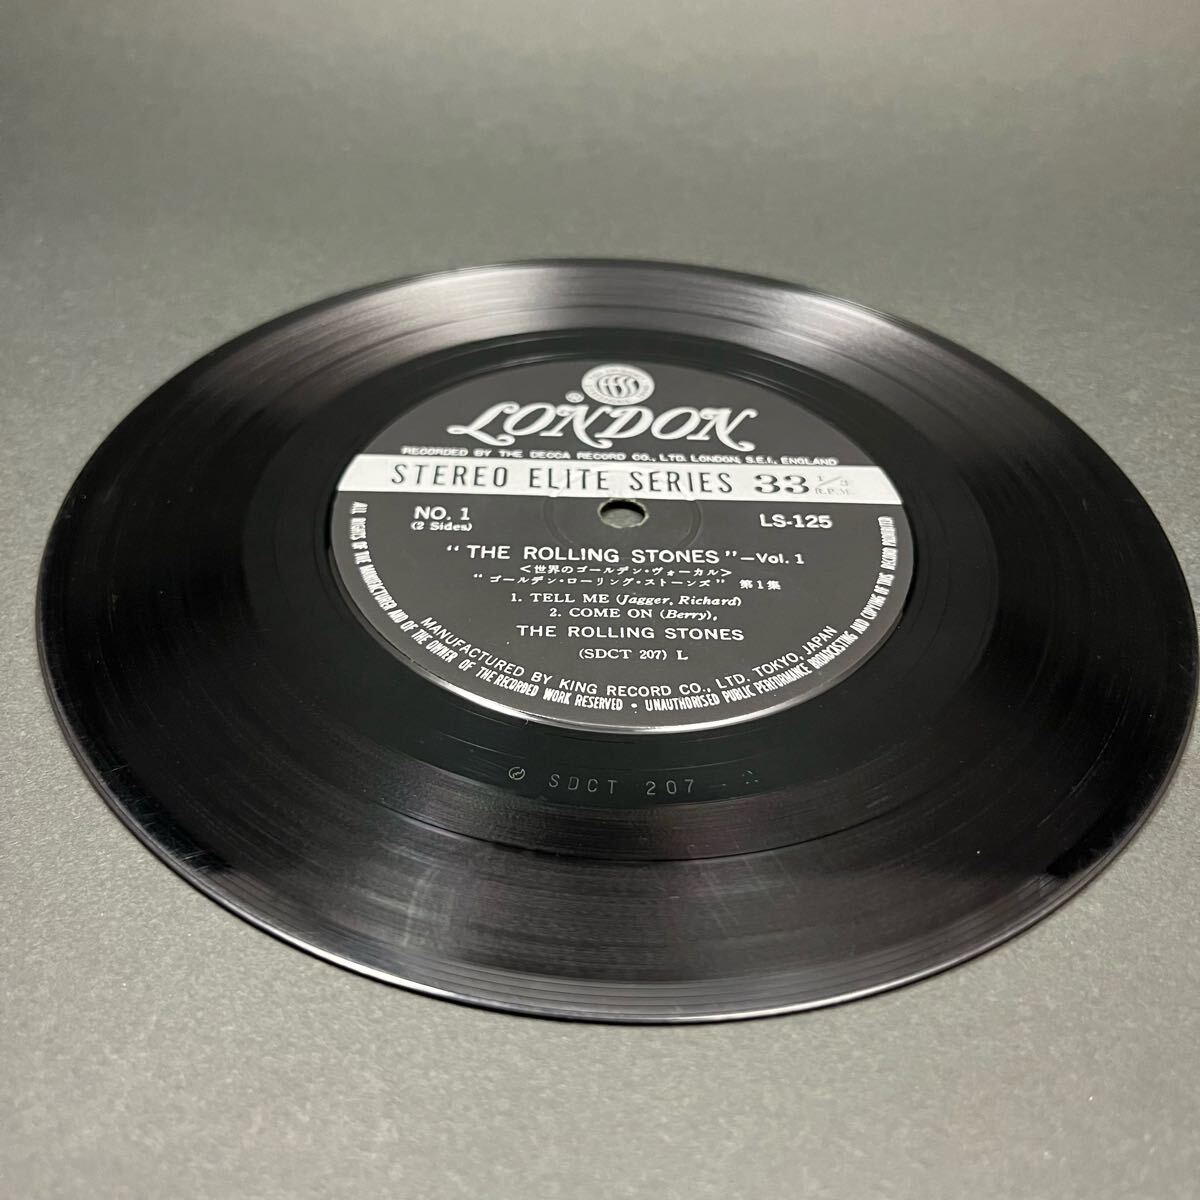 LONDON
®
RECORDED BY THE DECCA RECORD CO., LTD. LONDON, S.E.1., ENGLAND
STEREO ELITE SERIES 33 1/3 R.P.M.
NO. 1
(2 Sides)
LS-125
"THE ROLLING STONES"—Vol. 1
<世界のゴールデン・ヴォーカル>
"ゴールデン・ローリング・ストーンズ" 第1集
1. TELL ME (Jagger, Richard)
2. COME ON (Berry),
THE ROLLING STONES
(SDCT 207) L
MANUFACTURED BY KING RECORD CO., LTD. TOKYO, JAPAN
ALL RIGHTS OF THE MANUFACTURER AND OF THE OWNER OF THE RECORDED WORK RESERVED • UNAUTHORISED PUBLIC PERFORMANCE BROADCASTING AND COPYING OF THIS RECORD PROHIBITED
SDCT 207